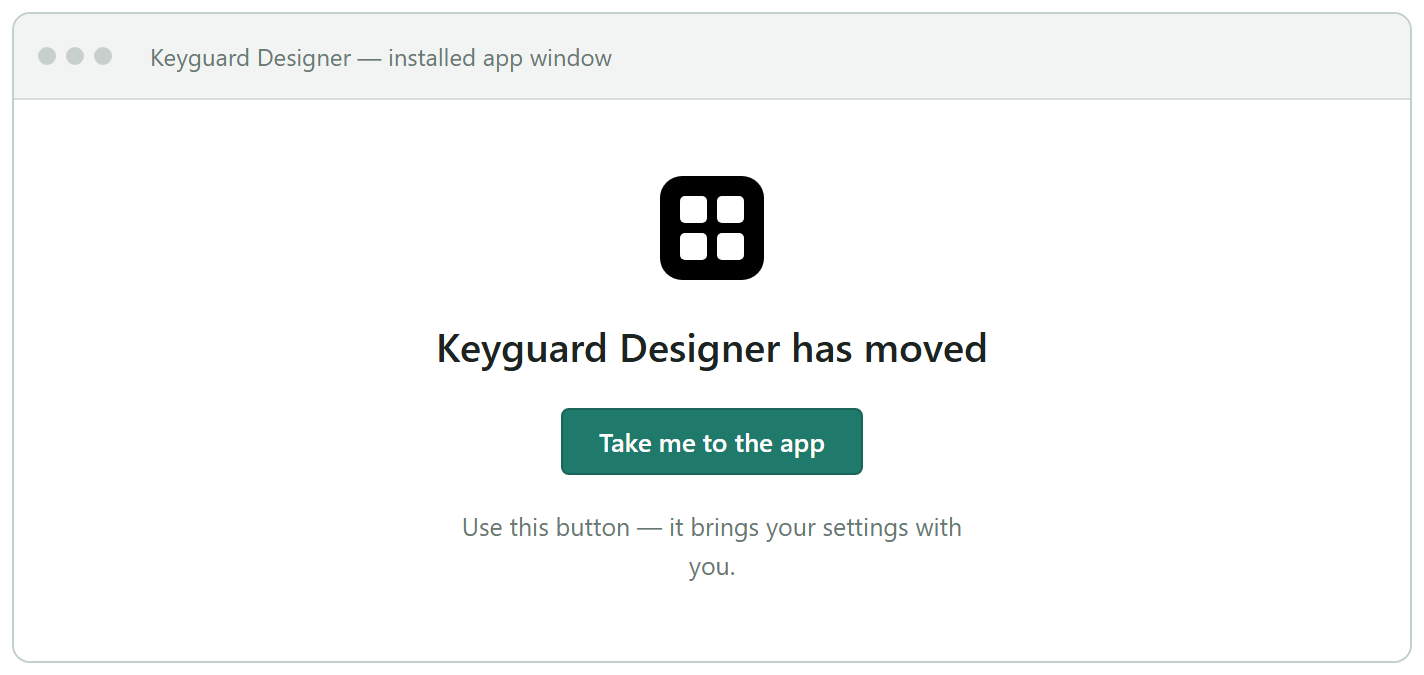 Keyguard Designer — installed app window
Keyguard Designer has moved
Take me to the app
Use this button — it brings your settings with
you.